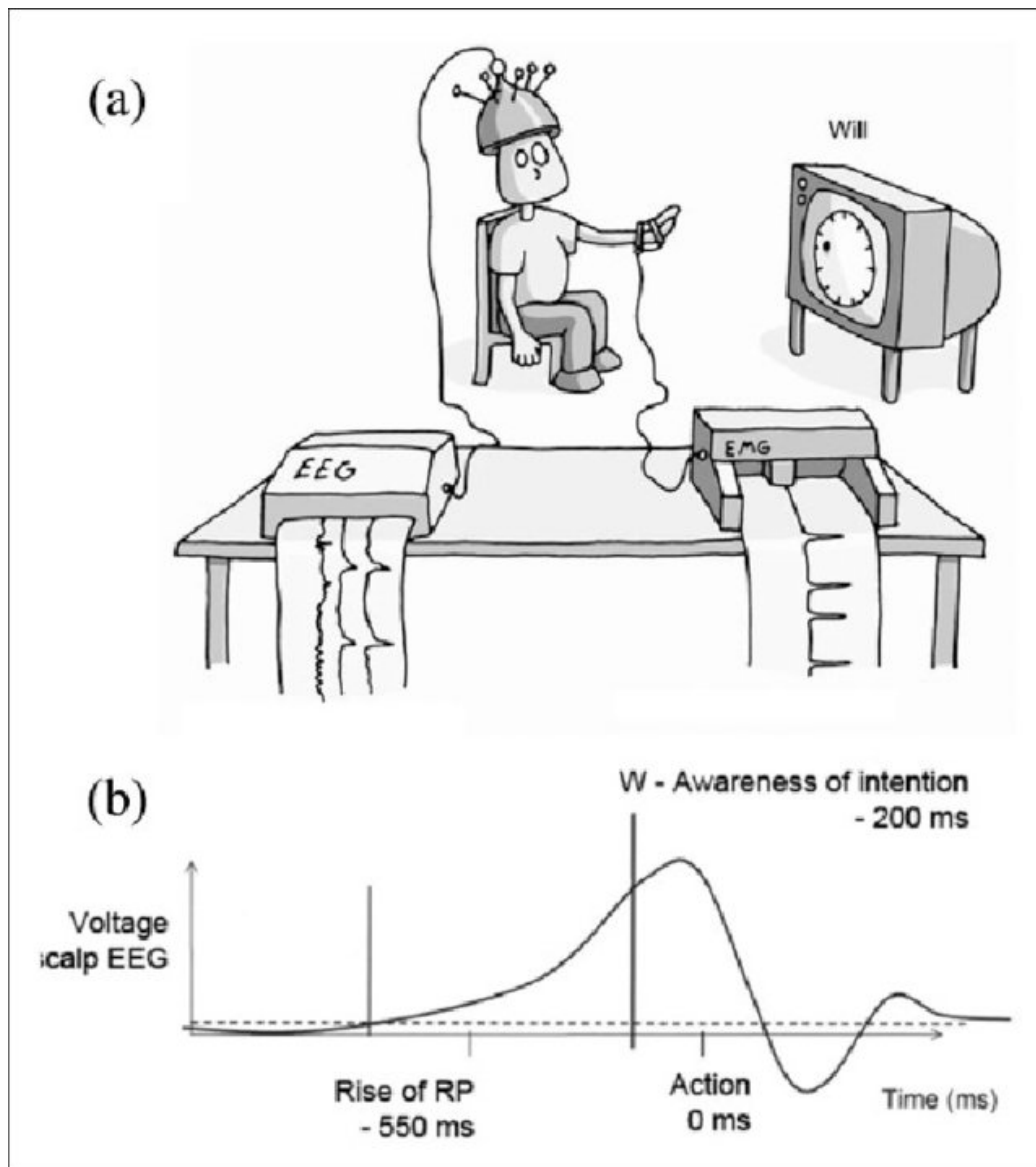 (a)
Will
EEG
EMG
(b)
W - Awareness of intention
- 200 ms
Voltage
scalp EEG
Rise of RP
- 550 ms
Action
0 ms
Time (ms)